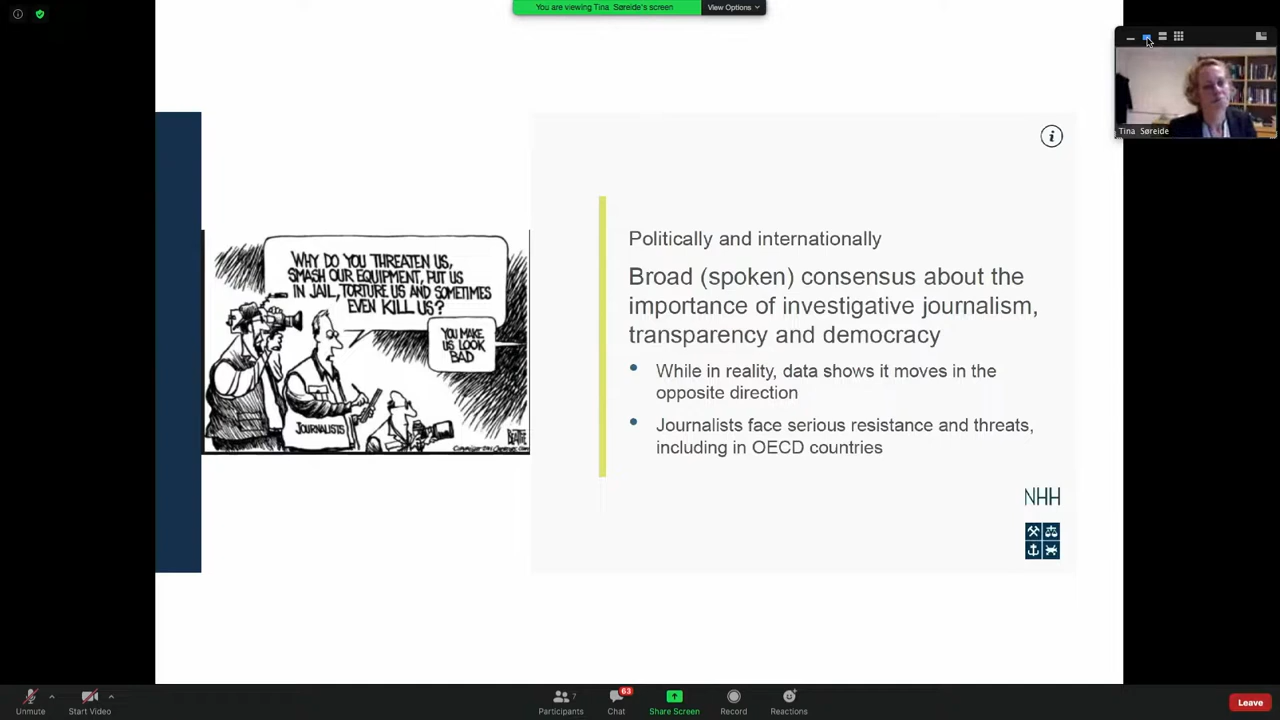 You are viewing Tina Søreide's screen
View Options
Tina Søreide
WHY DO YOU THREATEN US,
SMASH OUR EQUIPMENT, PUT US
IN JAIL, TORTURE US AND SOMETIMES
EVEN KILL US?
YOU MAKE
US LOOK
BAD
JOURNALISTS
Politically and internationally
Broad (spoken) consensus about the
importance of investigative journalism,
transparency and democracy
• While in reality, data shows it moves in the
opposite direction
• Journalists face serious resistance and threats,
including in OECD countries
NHH
Unmute
Start Video
Participants
7
Chat
63
Share Screen
Record
Reactions
Leave